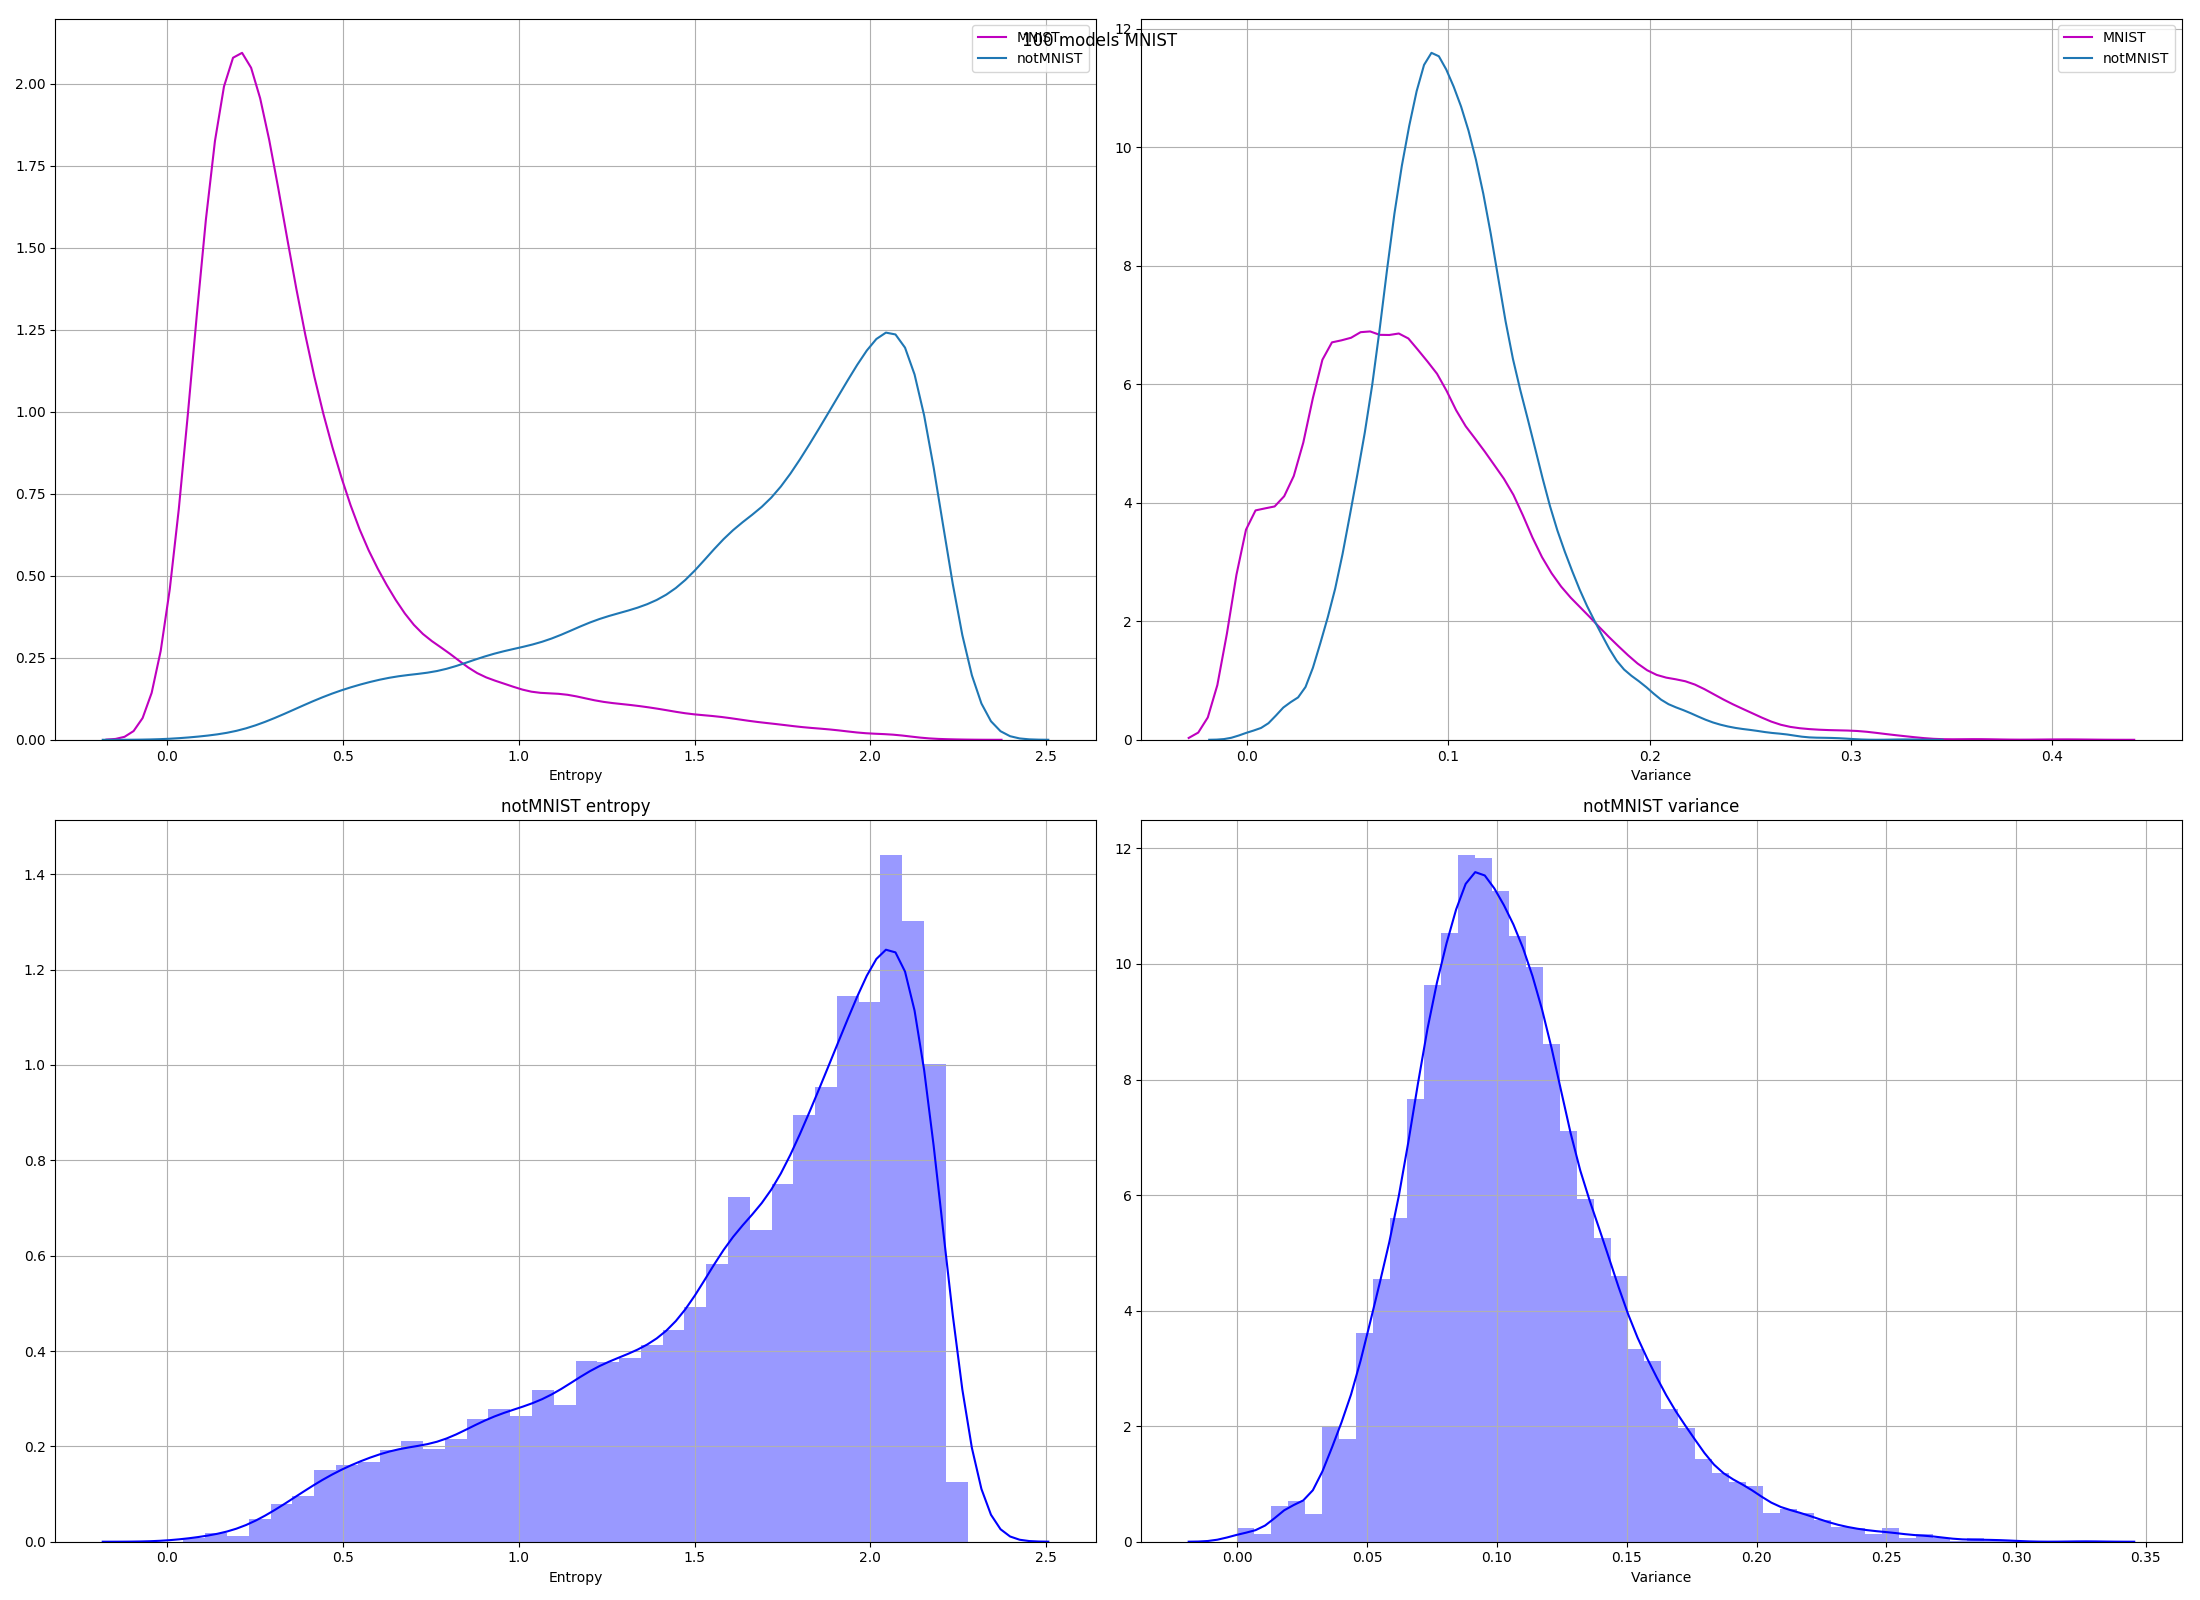 100 models MNIST
MNIST
notMNIST
2.00
1.75
1.50
1.25
1.00
0.75
0.50
0.25
0.00
0.0 0.5 1.0 1.5 2.0 2.5
Entropy
MNIST
notMNIST
12
10
8
6
4
2
0
0.0 0.1 0.2 0.3 0.4
Variance
notMNIST entropy
1.4
1.2
1.0
0.8
0.6
0.4
0.2
0.0
0.0 0.5 1.0 1.5 2.0 2.5
Entropy
notMNIST variance
12
10
8
6
4
2
0
0.00 0.05 0.10 0.15 0.20 0.25 0.30 0.35
Variance